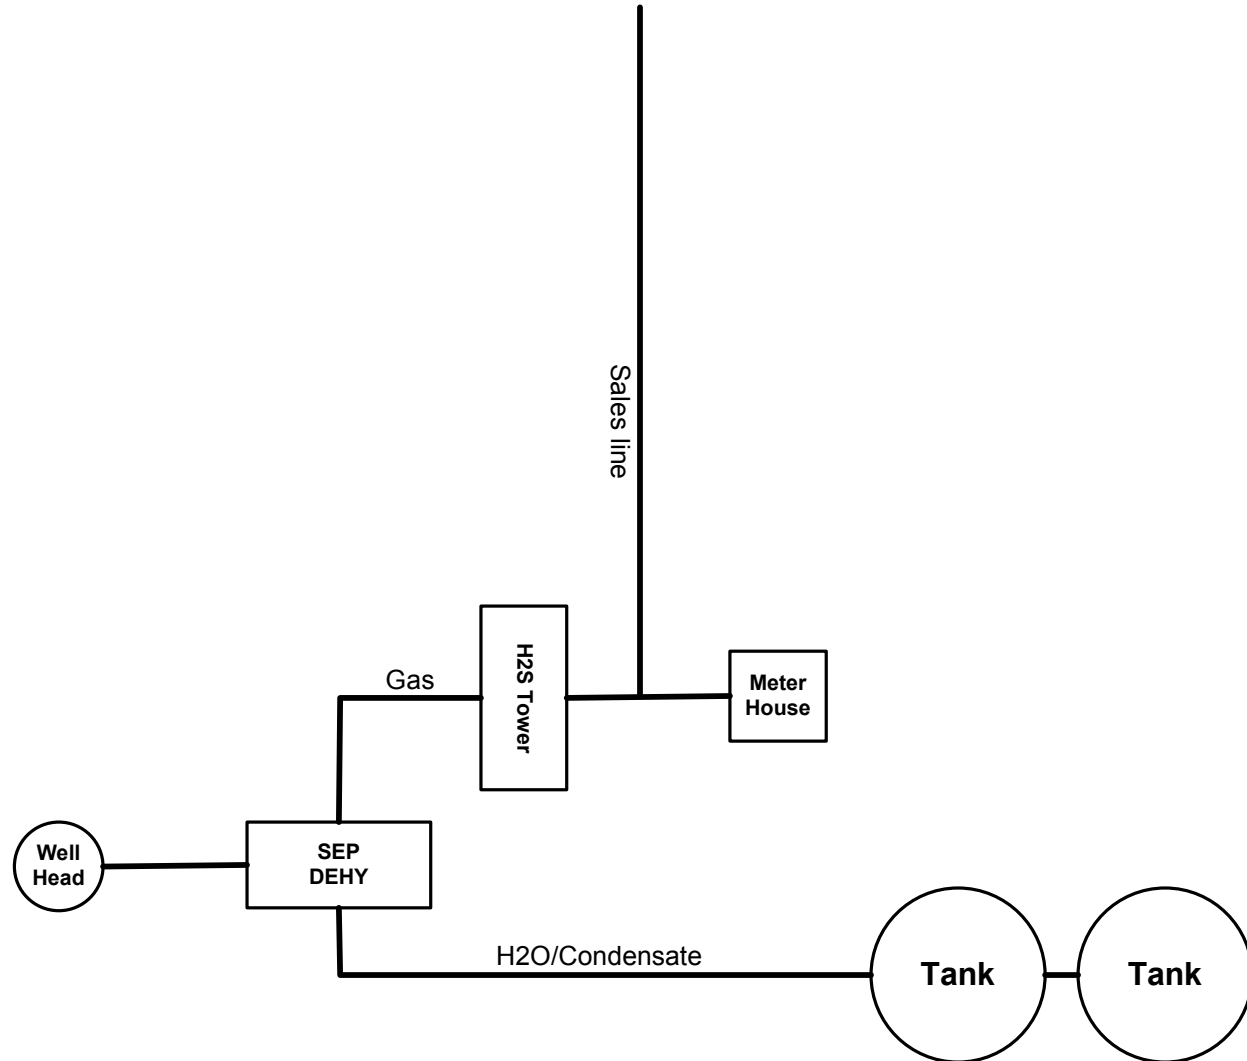 Sales line
Gas
H2S Tower
Meter
House
Well
Head
SEP
DEHY
H2O/Condensate
Tank
Tank